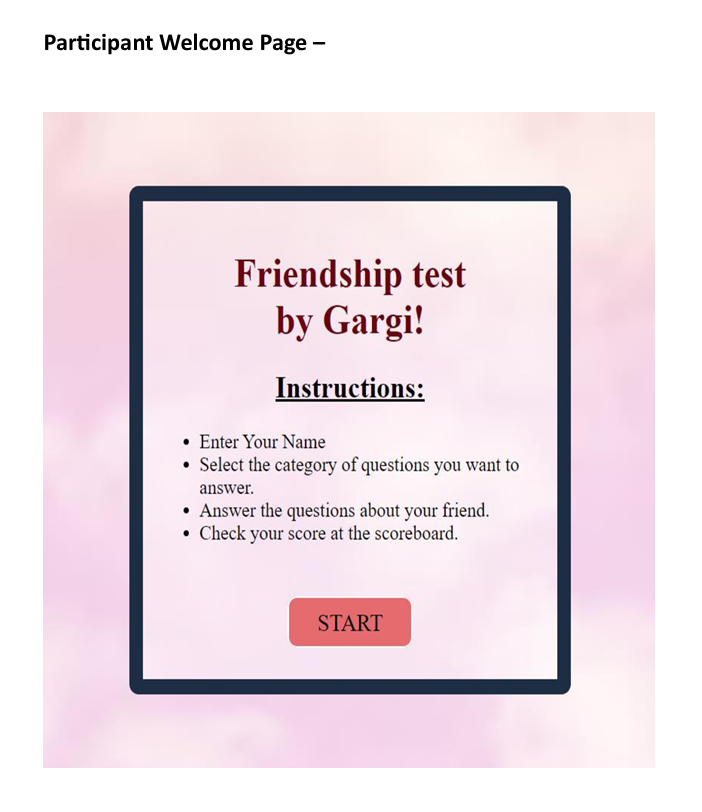 Participant Welcome Page –
Friendship test
by Gargi!
Instructions:
• Enter Your Name
• Select the category of questions you want to
answer.
• Answer the questions about your friend.
• Check your score at the scoreboard.
START